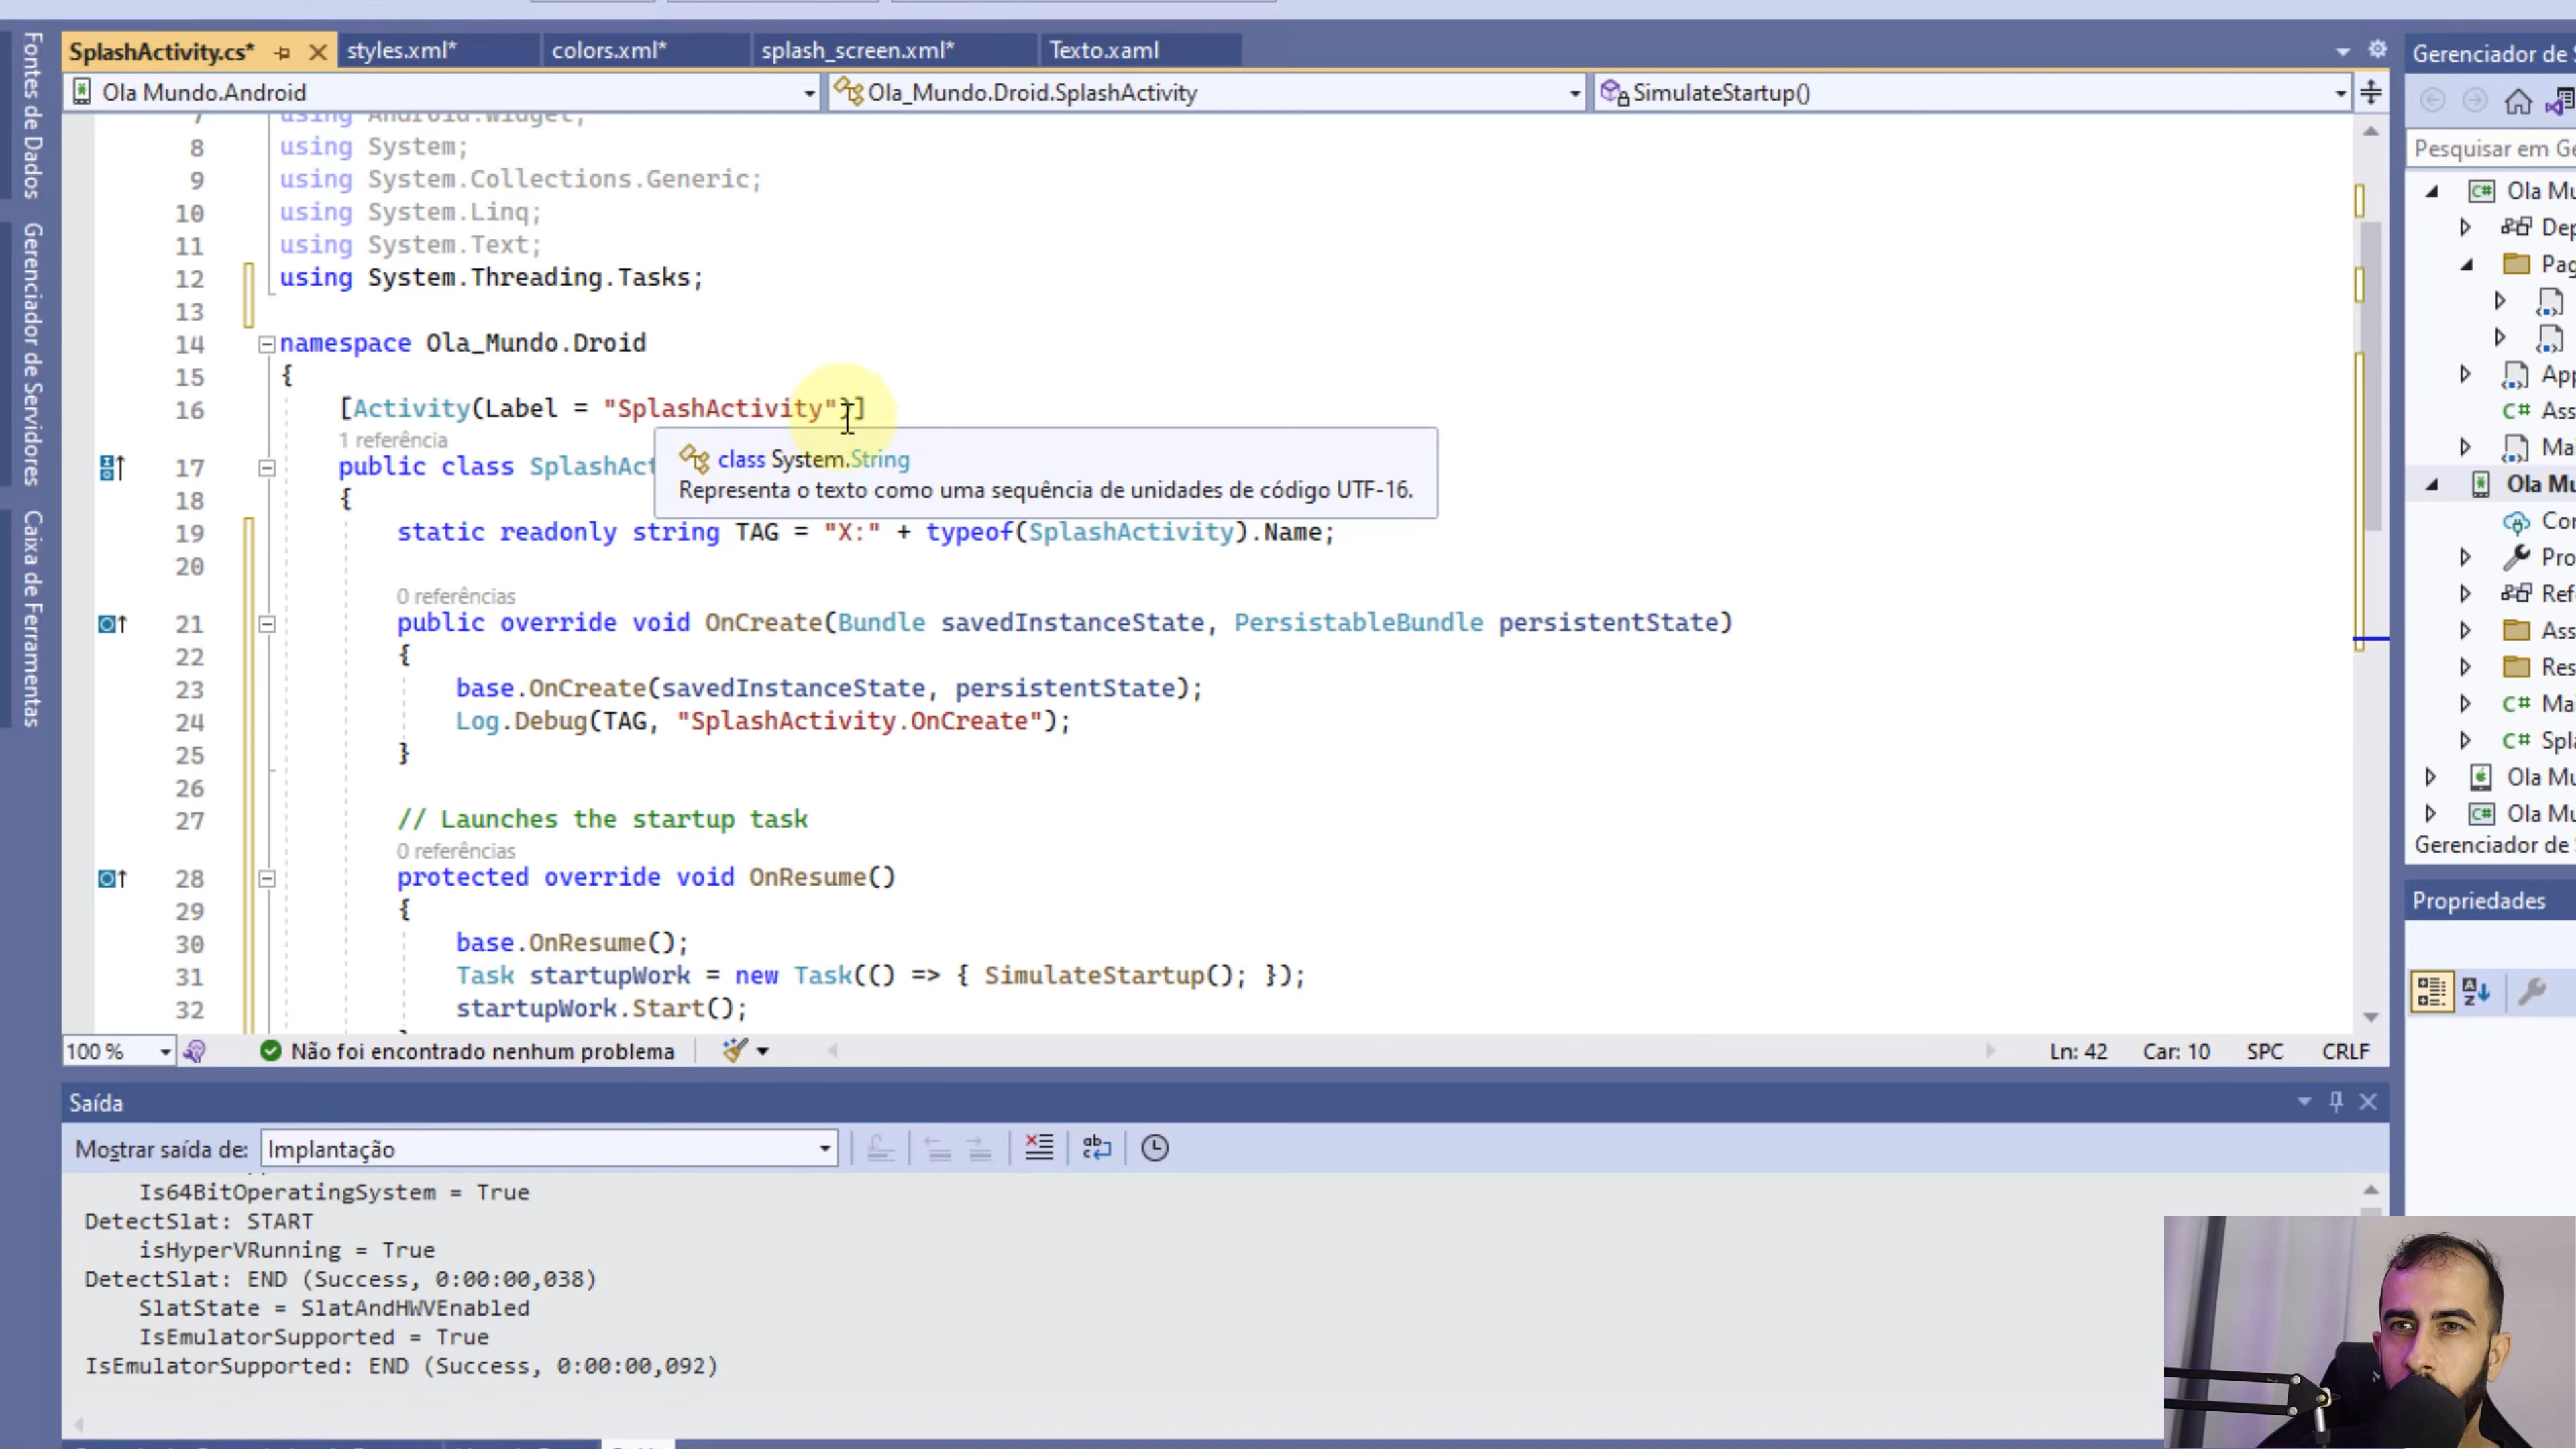 SplashActivity.cs*
styles.xml*
colors.xml*
splash_screen.xml*
Texto.xaml
Ola Mundo.Android
Ola_Mundo.Droid.SplashActivity
SimulateStartup()
Fontes de Dados
Gerenciador de Servidores
Caixa de Ferramentas
7 using Android.Widget;
8 using System;
9 using System.Collections.Generic;
10 using System.Linq;
11 using System.Text;
12 using System.Threading.Tasks;
13
14 namespace Ola_Mundo.Droid
15 {
16 [Activity(Label = "SplashActivity")]
1 referência
17 public class SplashAct
class System.String
Representa o texto como uma sequência de unidades de código UTF-16.
18 {
19 static readonly string TAG = "X:" + typeof(SplashActivity).Name;
20
0 referências
21 public override void OnCreate(Bundle savedInstanceState, PersistableBundle persistentState)
22 {
23 base.OnCreate(savedInstanceState, persistentState);
24 Log.Debug(TAG, "SplashActivity.OnCreate");
25 }
26
27 // Launches the startup task
0 referências
28 protected override void OnResume()
29 {
30 base.OnResume();
31 Task startupWork = new Task(() => { SimulateStartup(); });
32 startupWork.Start();
100 %
Não foi encontrado nenhum problema
Ln: 42 Car: 10 SPC CRLF
Saída
Mostrar saída de: Implantação
Is64BitOperatingSystem = True
DetectSlat: START
isHyperVRunning = True
DetectSlat: END (Success, 0:00:00,038)
SlatState = SlatAndHWVEnabled
IsEmulatorSupported = True
IsEmulatorSupported: END (Success, 0:00:00,092)
Gerenciador de
Pesquisar em Ge
C# Ola Mu
Dep
Pag
App
C# Ass
Ma
Ola Mu
Con
Pro
Ref
Ass
Res
C# Ma
C# Spla
Ola Mu
C# Ola Mu
Gerenciador de
Propriedades